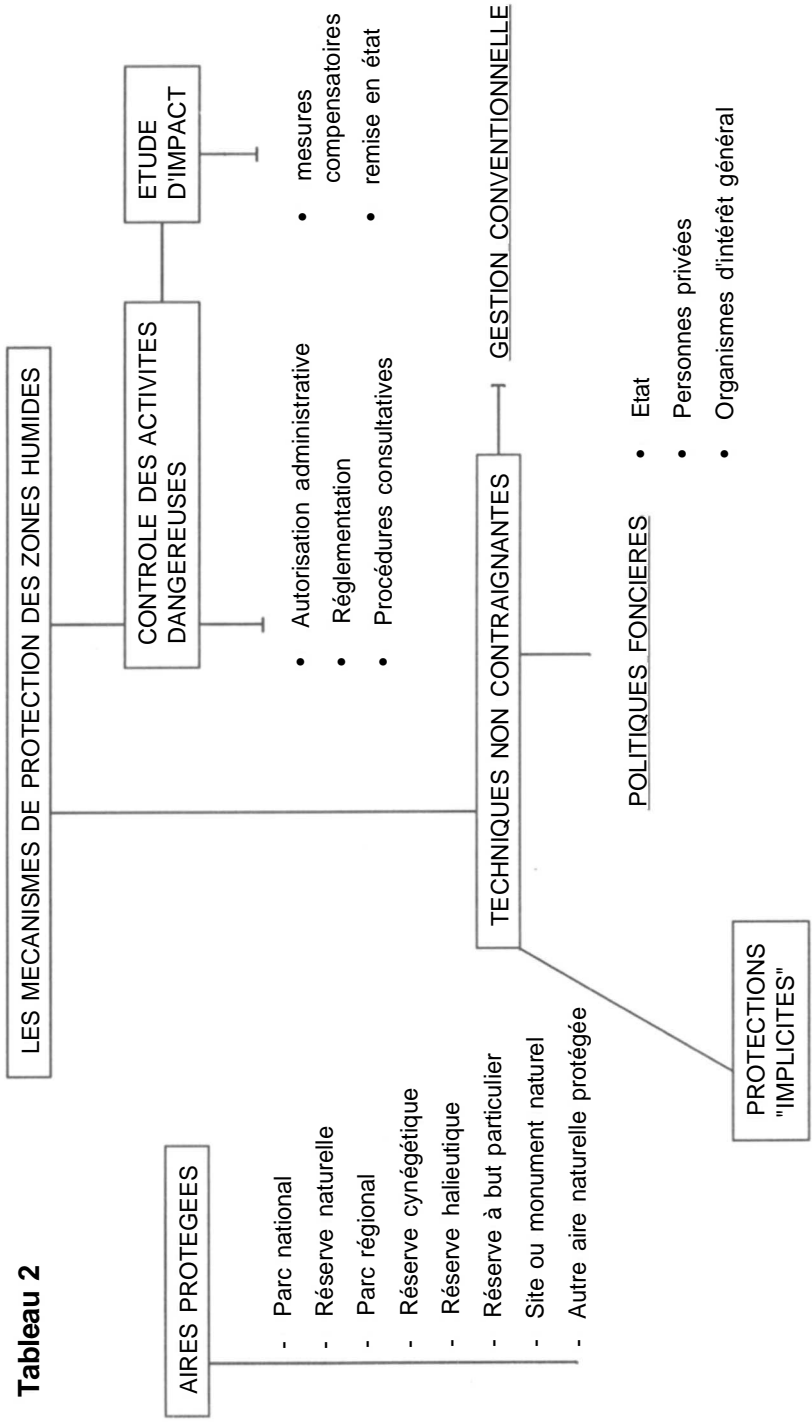 Tableau 2
LES MECANISMES DE PROTECTION DES ZONES HUMIDES
AIRES PROTEGEES
- Parc national
- Réserve naturelle
- Parc régional
- Réserve cynégétique
- Réserve halieutique
- Réserve à but particulier
- Site ou monument naturel
- Autre aire naturelle protégée
CONTROLE DES ACTIVITES
DANGEREUSES
• Autorisation administrative
• Réglementation
• Procédures consultatives
ETUDE
D'IMPACT
• mesures
compensatoires
• remise en état
TECHNIQUES NON CONTRAIGNANTES
GESTION CONVENTIONNELLE
POLITIQUES FONCIERES
• Etat
• Personnes privées
• Organismes d'intérêt général
PROTECTIONS
"IMPLICITES"